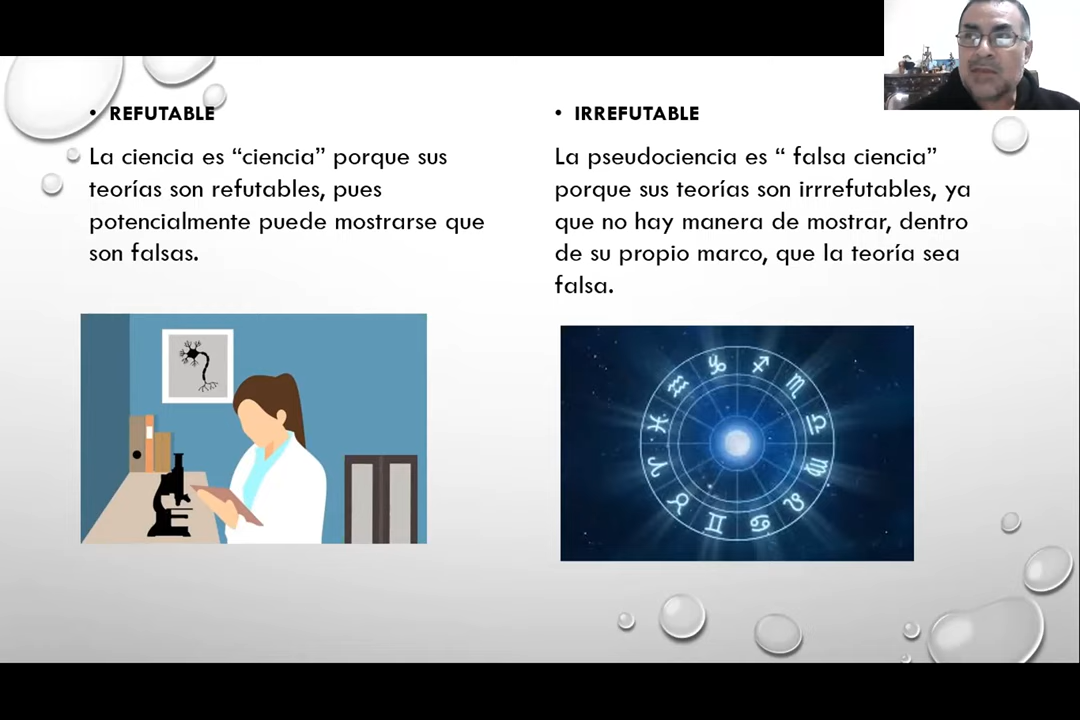 • REFUTABLE
La ciencia es “ciencia” porque sus
teorías son refutables, pues
potencialmente puede mostrarse que
son falsas.
• IRREFUTABLE
La pseudociencia es “ falsa ciencia”
porque sus teorías son irrrefutables, ya
que no hay manera de mostrar, dentro
de su propio marco, que la teoría sea
falsa.